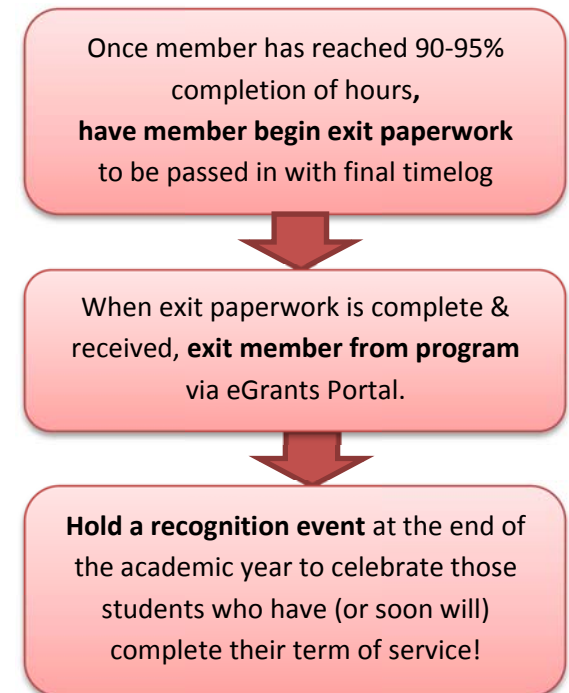 Once member has reached 90-95%
completion of hours,
have member begin exit paperwork
to be passed in with final timelog
When exit paperwork is complete &
received, exit member from program
via eGrants Portal.
Hold a recognition event at the end of
the academic year to celebrate those
students who have (or soon will)
complete their term of service!